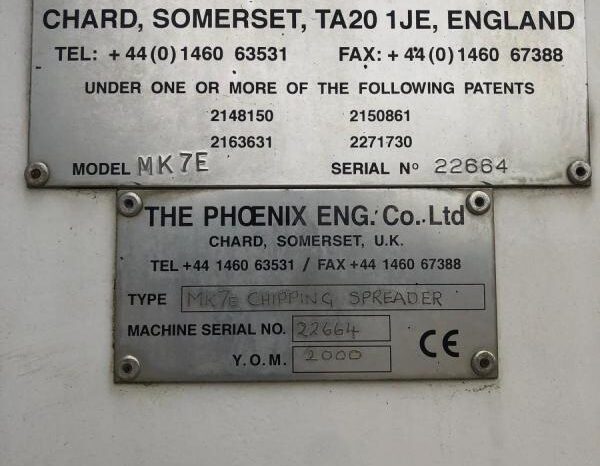 CHARD, SOMERSET, TA20 1JE, ENGLAND
TEL: + 44 (0) 1460 63531 FAX: + 44 (0) 1460 67388
UNDER ONE OR MORE OF THE FOLLOWING PATENTS
2148150 2150861
2163631 2271730
MODEL MK7E SERIAL Nº 22664
THE PHŒNIX ENG. Co. Ltd
CHARD, SOMERSET, U.K.
TEL +44 1460 63531 / FAX +44 1460 67388
TYPE MK7E CHIPPING SPREADER
MACHINE SERIAL NO. 22664
Y.O.M. 2000 CE